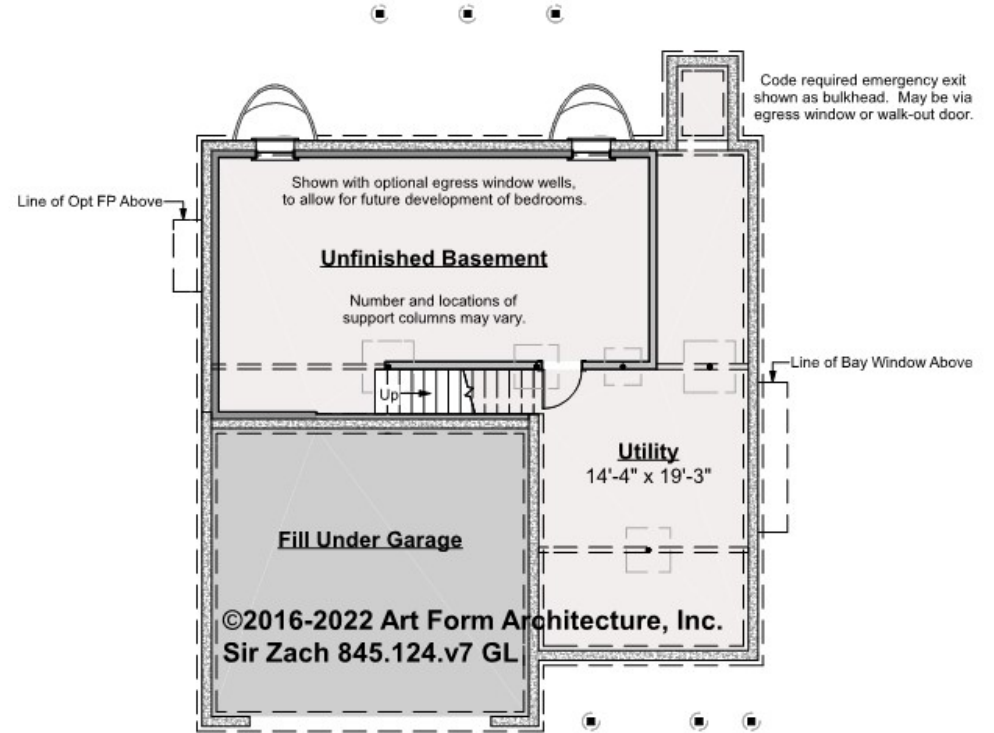 Code required emergency exit
shown as bulkhead. May be via
egress window or walk-out door.
Line of Opt FP Above
Shown with optional egress window wells,
to allow for future development of bedrooms.
Unfinished Basement
Number and locations of
support columns may vary.
Line of Bay Window Above
Up
Utility
14'-4" x 19'-3"
Fill Under Garage
©2016-2022 Art Form Architecture, Inc.
Sir Zach 845.124.v7 GL